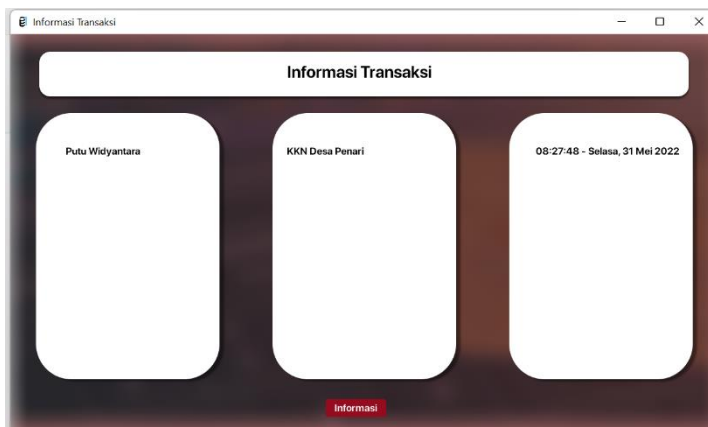 Informasi Transaksi
Informasi Transaksi
Putu Widyantara
KKN Desa Penari
08:27:48 - Selasa, 31 Mei 2022
Informasi